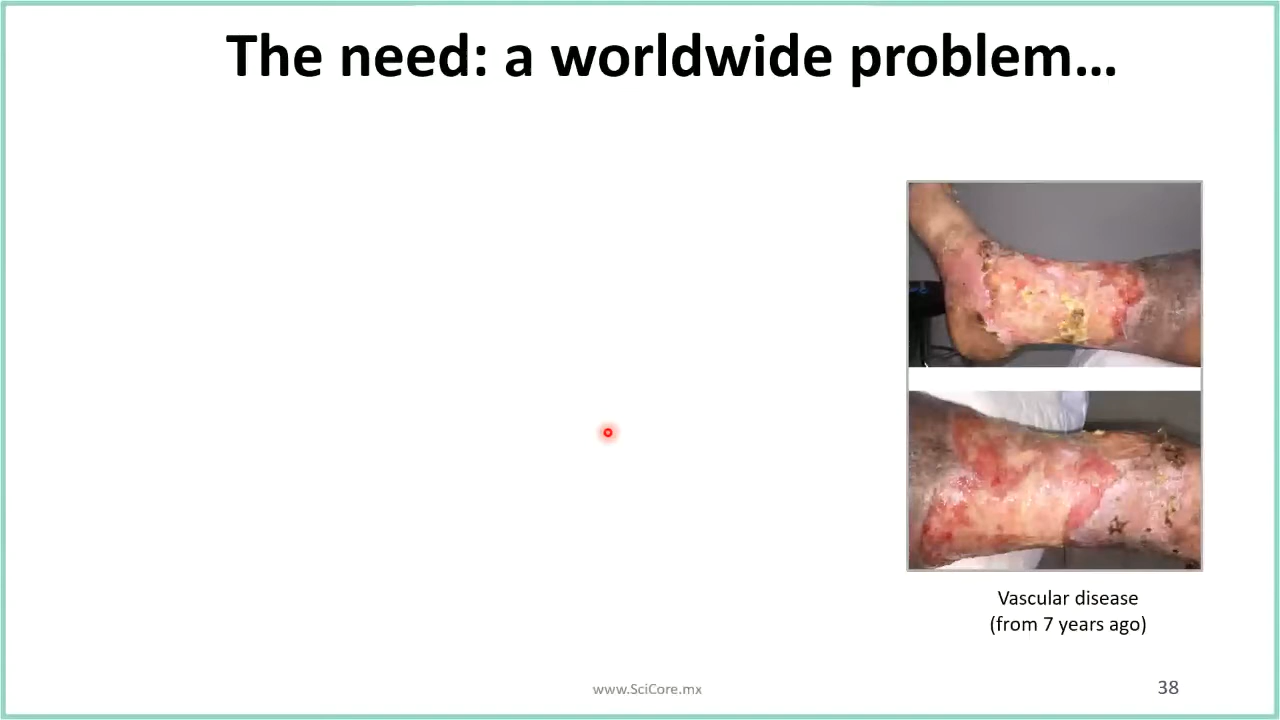 The need: a worldwide problem...
Vascular disease
(from 7 years ago)
www.SciCore.mx
38